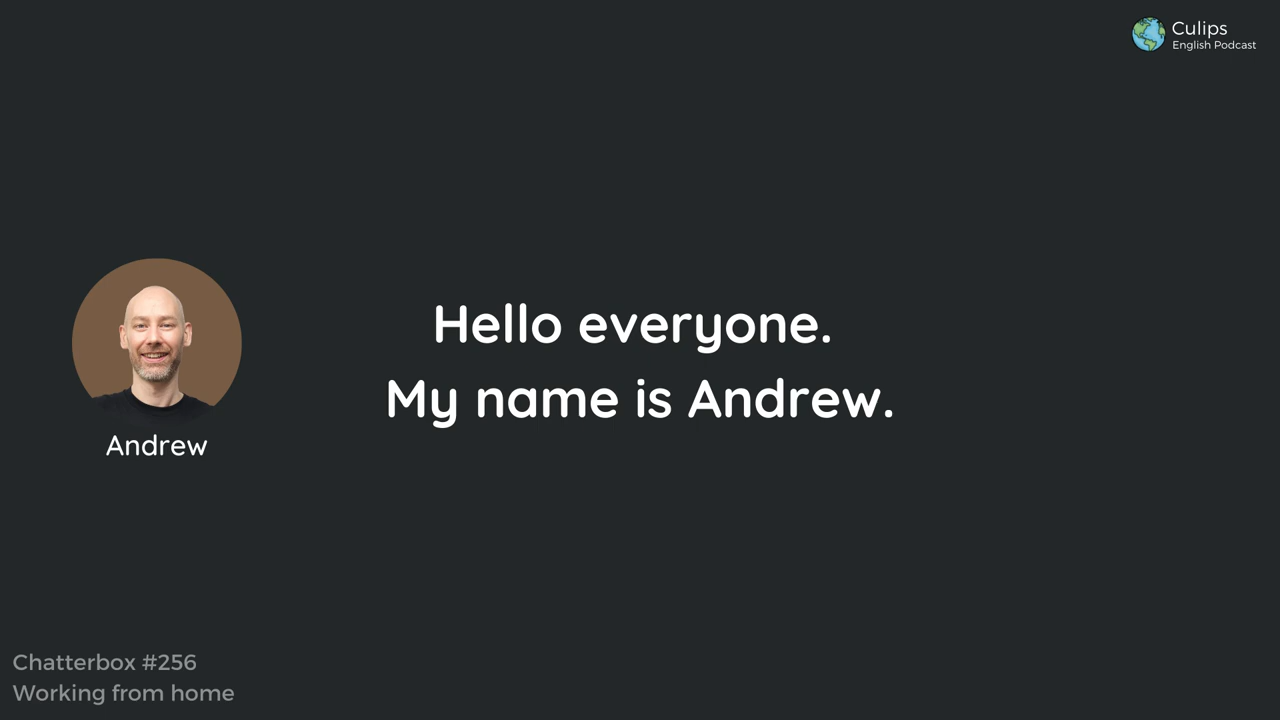 Culips
English Podcast
Hello everyone.
My name is Andrew.
Andrew
Chatterbox #256
Working from home